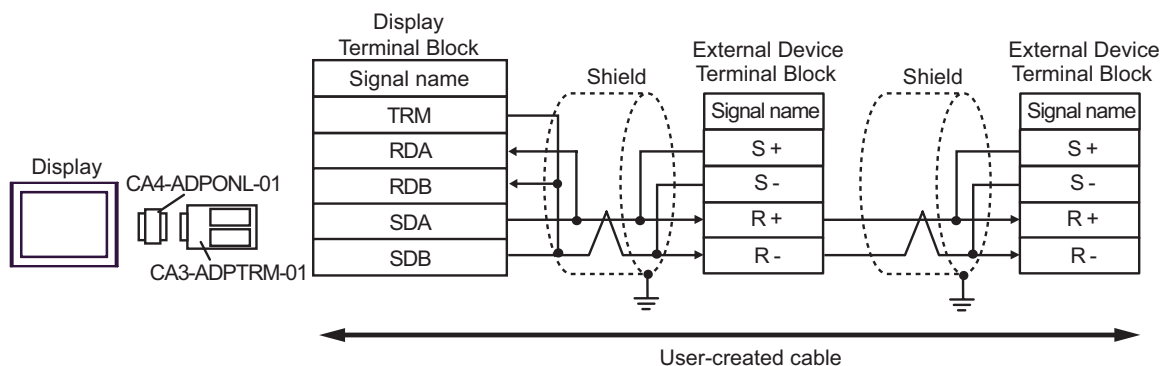 Display
Terminal Block
Signal name
TRM
RDA
RDB
SDA
SDB
Shield
External Device
Terminal Block
Signal name
S +
S -
R +
R -
Shield
External Device
Terminal Block
Signal name
S +
S -
R +
R -
Display
CA4-ADPONL-01
CA3-ADPTRM-01
User-created cable